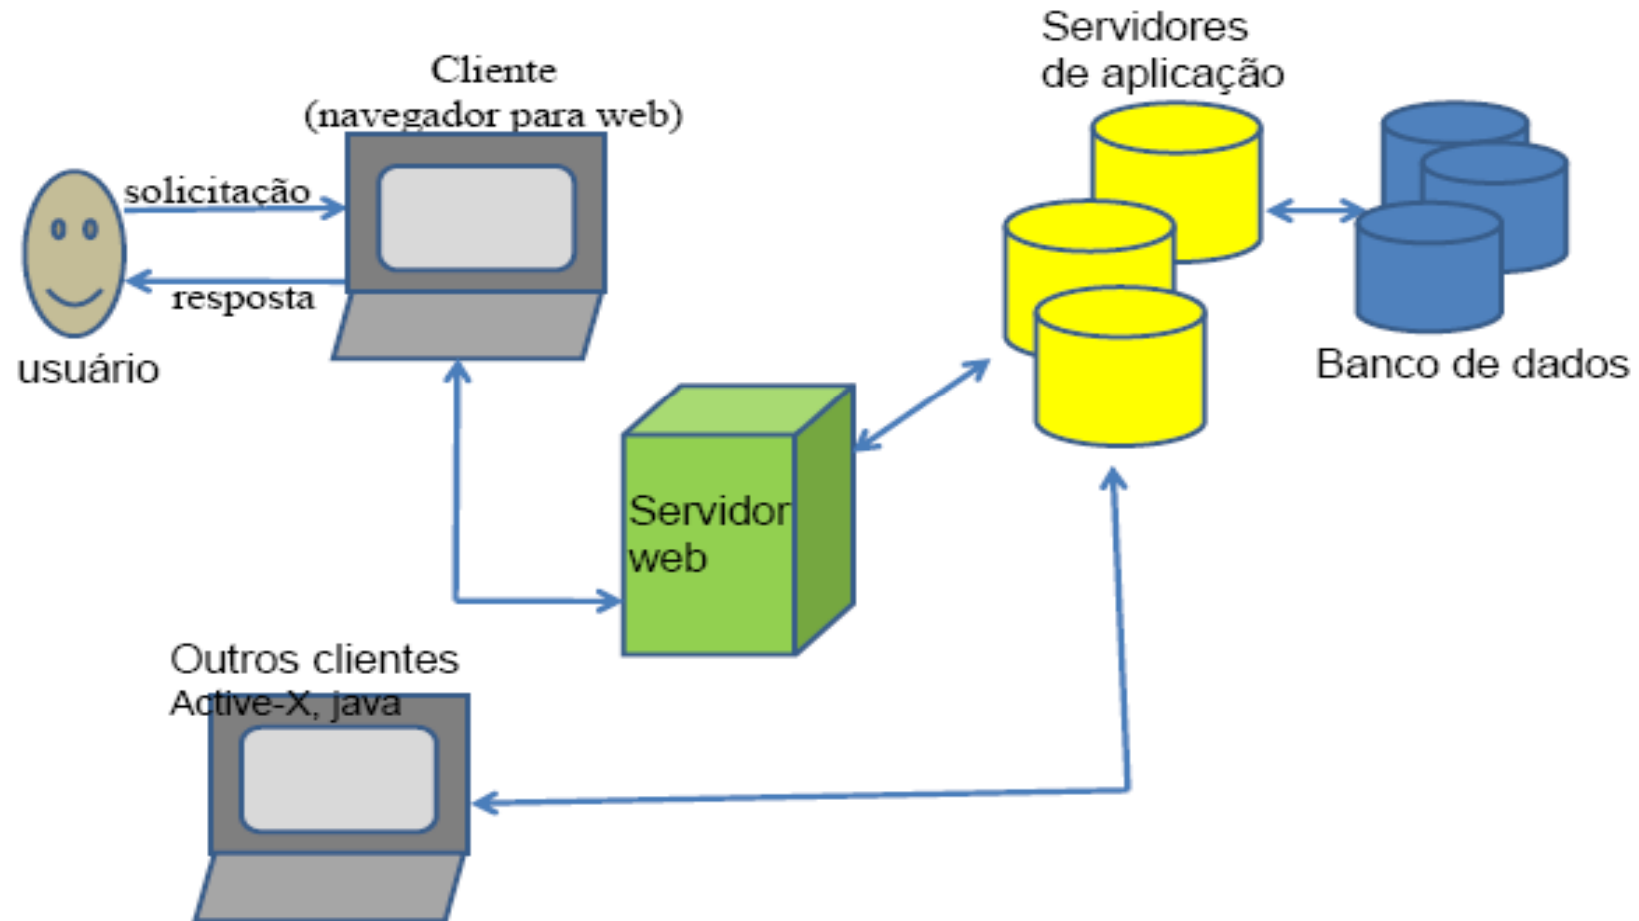 Cliente
(navegador para web)
Servidores
de aplicação
solicitação
resposta
usuário
Banco de dados
Servidor
web
Outros clientes
Active-X, java